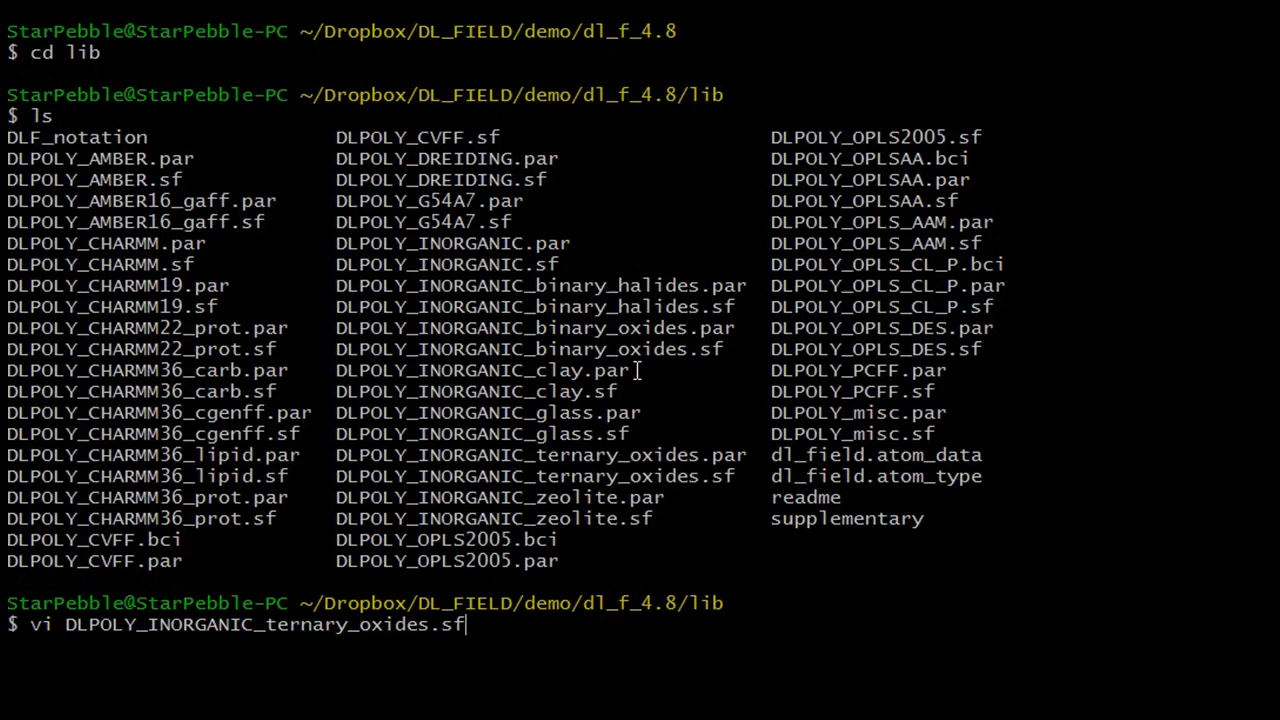 StarPebble@StarPebble-PC ~/Dropbox/DL_FIELD/demo/dl_f_4.8
$ cd lib
StarPebble@StarPebble-PC ~/Dropbox/DL_FIELD/demo/dl_f_4.8/lib
$ ls
DLF_notation DLPOLY_CVFF.sf DLPOLY_OPLS2005.sf
DLPOLY_AMBER.par DLPOLY_DREIDING.par DLPOLY_OPLSAA.bci
DLPOLY_AMBER.sf DLPOLY_DREIDING.sf DLPOLY_OPLSAA.par
DLPOLY_AMBER16_gaff.par DLPOLY_G54A7.par DLPOLY_OPLSAA.sf
DLPOLY_AMBER16_gaff.sf DLPOLY_G54A7.sf DLPOLY_OPLS_AAM.par
DLPOLY_CHARMM.par DLPOLY_INORGANIC.par DLPOLY_OPLS_AAM.sf
DLPOLY_CHARMM.sf DLPOLY_INORGANIC.sf DLPOLY_OPLS_CL_P.bci
DLPOLY_CHARMM19.par DLPOLY_INORGANIC_binary_halides.par DLPOLY_OPLS_CL_P.par
DLPOLY_CHARMM19.sf DLPOLY_INORGANIC_binary_halides.sf DLPOLY_OPLS_CL_P.sf
DLPOLY_CHARMM22_prot.par DLPOLY_INORGANIC_binary_oxides.par DLPOLY_OPLS_DES.par
DLPOLY_CHARMM22_prot.sf DLPOLY_INORGANIC_binary_oxides.sf DLPOLY_OPLS_DES.sf
DLPOLY_CHARMM36_carb.par DLPOLY_INORGANIC_clay.par DLPOLY_PCFF.par
DLPOLY_CHARMM36_carb.sf DLPOLY_INORGANIC_clay.sf DLPOLY_PCFF.sf
DLPOLY_CHARMM36_cgenff.par DLPOLY_INORGANIC_glass.par DLPOLY_misc.par
DLPOLY_CHARMM36_cgenff.sf DLPOLY_INORGANIC_glass.sf DLPOLY_misc.sf
DLPOLY_CHARMM36_lipid.par DLPOLY_INORGANIC_ternary_oxides.par dl_field.atom_data
DLPOLY_CHARMM36_lipid.sf DLPOLY_INORGANIC_ternary_oxides.sf dl_field.atom_type
DLPOLY_CHARMM36_prot.par DLPOLY_INORGANIC_zeolite.par readme
DLPOLY_CHARMM36_prot.sf DLPOLY_INORGANIC_zeolite.sf supplementary
DLPOLY_CVFF.bci DLPOLY_OPLS2005.bci
DLPOLY_CVFF.par DLPOLY_OPLS2005.par
StarPebble@StarPebble-PC ~/Dropbox/DL_FIELD/demo/dl_f_4.8/lib
$ vi DLPOLY_INORGANIC_ternary_oxides.sf